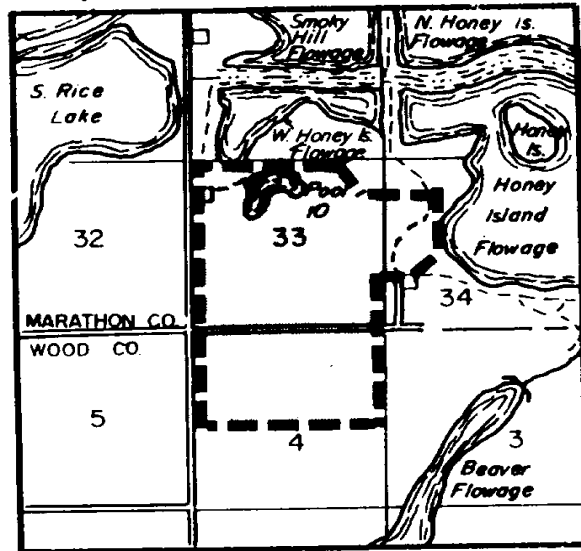 Smoky
Hill
Flowage
N. Honey Is.
Flowage
S. Rice
Lake
W. Honey Is.
Flowage
Honey
Is.
Pool
10
Honey
Island
Flowage
32
33
34
MARATHON CO.
WOOD CO.
5
4
3
Beaver
Flowage